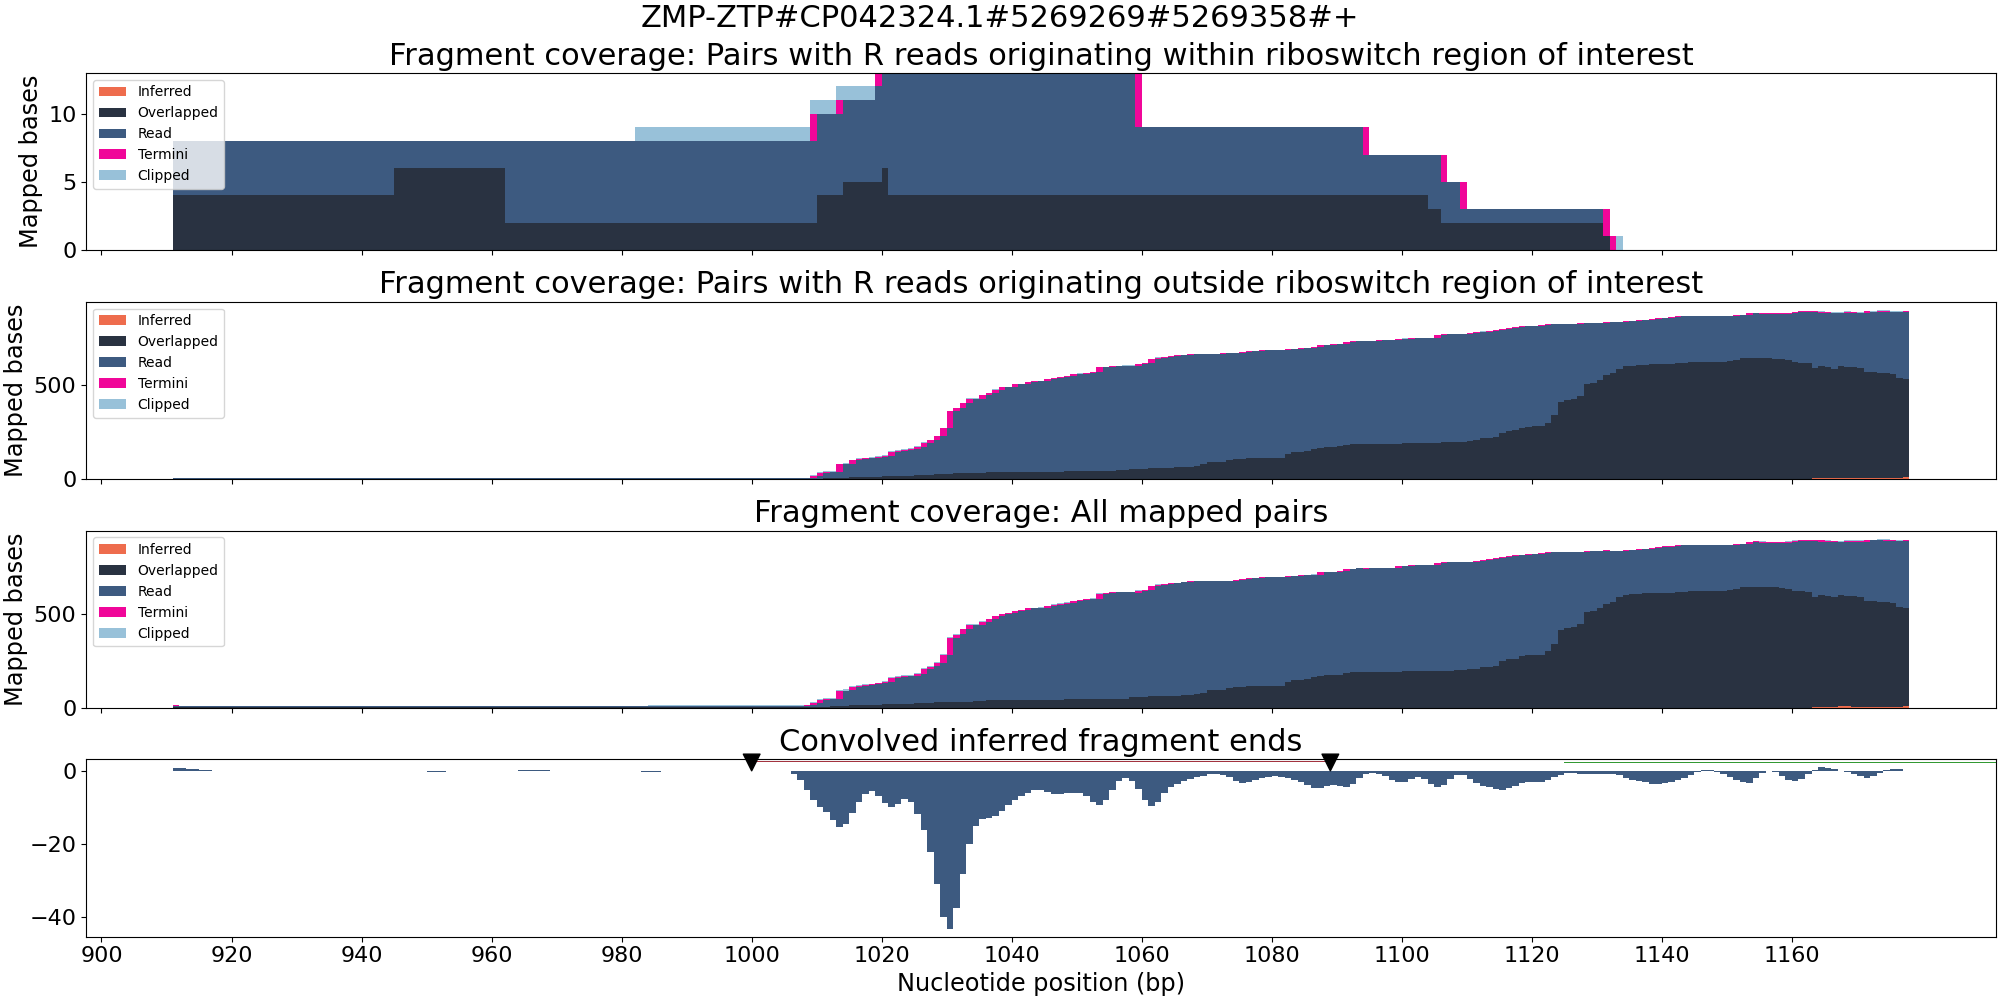 ZMP-ZTP#CP042324.1#5269269#5269358#+
Fragment coverage: Pairs with R reads originating within riboswitch region of interest
Mapped bases
10
5
0
Inferred
Overlapped
Read
Termini
Clipped
Fragment coverage: Pairs with R reads originating outside riboswitch region of interest
Mapped bases
500
0
Inferred
Overlapped
Read
Termini
Clipped
Fragment coverage: All mapped pairs
Mapped bases
500
0
Inferred
Overlapped
Read
Termini
Clipped
Convolved inferred fragment ends
0
−20
−40
900 920 940 960 980 1000 1020 1040 1060 1080 1100 1120 1140 1160
Nucleotide position (bp)